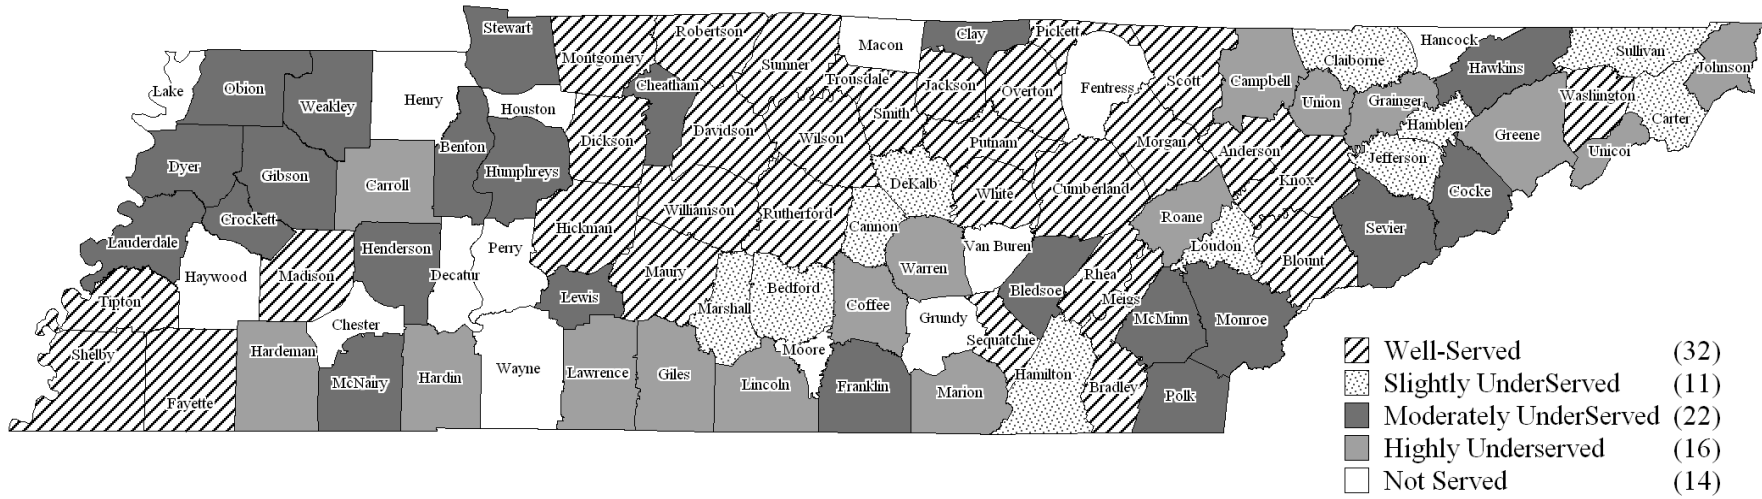 Stewart
Montgomery
Robertson
Sumner
Macon
Clay
Pickett
Scott
Campbell
Claiborne
Hancock
Hawkins
Sullivan
Johnson
Lake
Obion
Weakley
Henry
Houston
Cheatham
Trousdale
Smith
Jackson
Overton
Fentress
Union
Grainger
Hamblen
Greene
Washington
Carter
Unicoi
Dyer
Gibson
Carroll
Benton
Humphreys
Dickson
Davidson
Wilson
Putnam
Morgan
Anderson
Knox
Jefferson
Cocke
Sevier
Crockett
Lauderdale
Haywood
Madison
Henderson
Decatur
Perry
Hickman
Williamson
Rutherford
DeKalb
Cannon
White
Cumberland
Van Buren
Roane
Loudon
Blount
Tipton
Chester
Lewis
Maury
Marshall
Bedford
Coffee
Warren
Grundy
Bledsoe
Rhea
Meigs
McMinn
Monroe
Shelby
Fayette
Hardeman
McNairy
Hardin
Wayne
Lawrence
Giles
Lincoln
Moore
Franklin
Marion
Sequatchie
Hamilton
Bradley
Polk
Well-Served (32)
Slightly UnderServed (11)
Moderately UnderServed (22)
Highly Underserved (16)
Not Served (14)